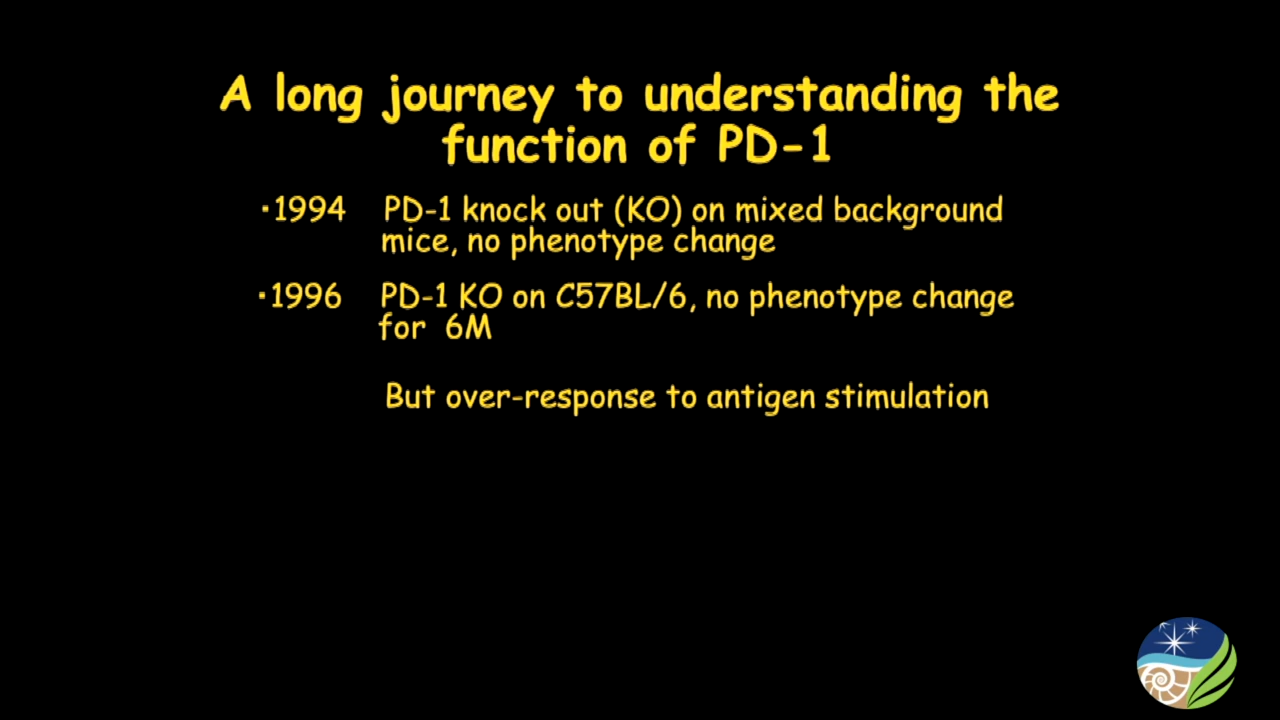 A long journey to understanding the
function of PD-1
·1994 PD-1 knock out (KO) on mixed background
mice, no phenotype change
·1996 PD-1 KO on C57BL/6, no phenotype change
for 6M
But over-response to antigen stimulation